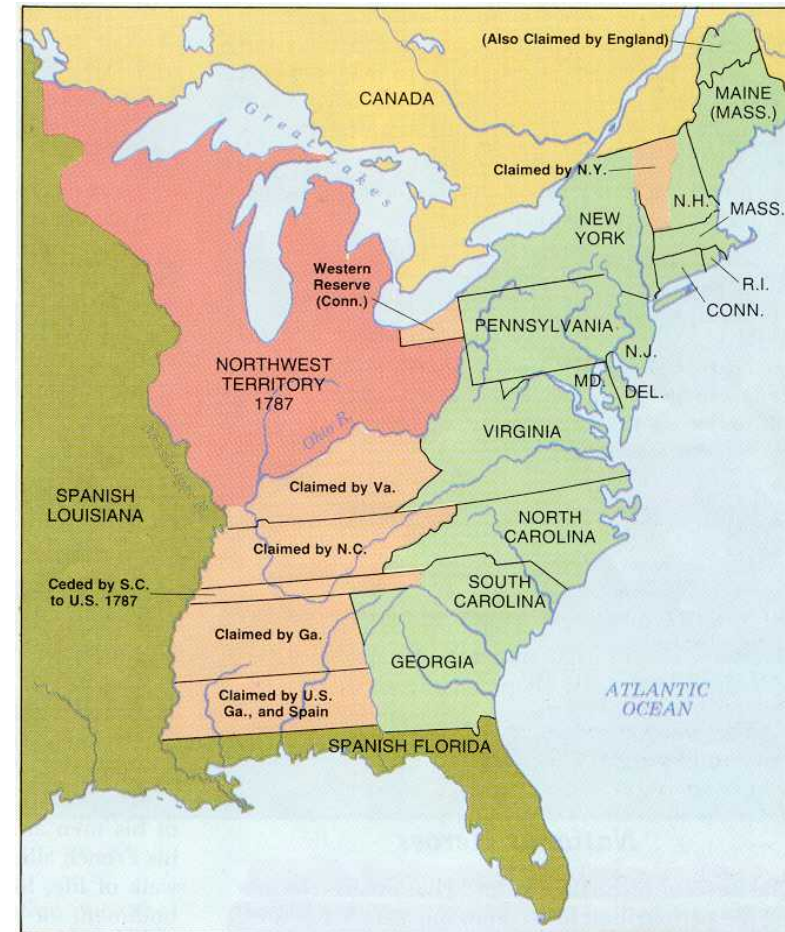 (Also Claimed by England)
CANADA
MAINE
(MASS.)
Great Lakes
Claimed by N.Y.
N.H.
MASS.
NEW
YORK
Western
Reserve
(Conn.)
R.I.
CONN.
PENNSYLVANIA
N.J.
NORTHWEST
TERRITORY
1787
MD.
DEL.
Ohio R.
VIRGINIA
Mississippi R.
Claimed by Va.
SPANISH
LOUISIANA
NORTH
CAROLINA
Claimed by N.C.
Ceded by S.C.
to U.S. 1787
SOUTH
CAROLINA
Claimed by Ga.
GEORGIA
Claimed by U.S.
Ga., and Spain
ATLANTIC
OCEAN
SPANISH FLORIDA